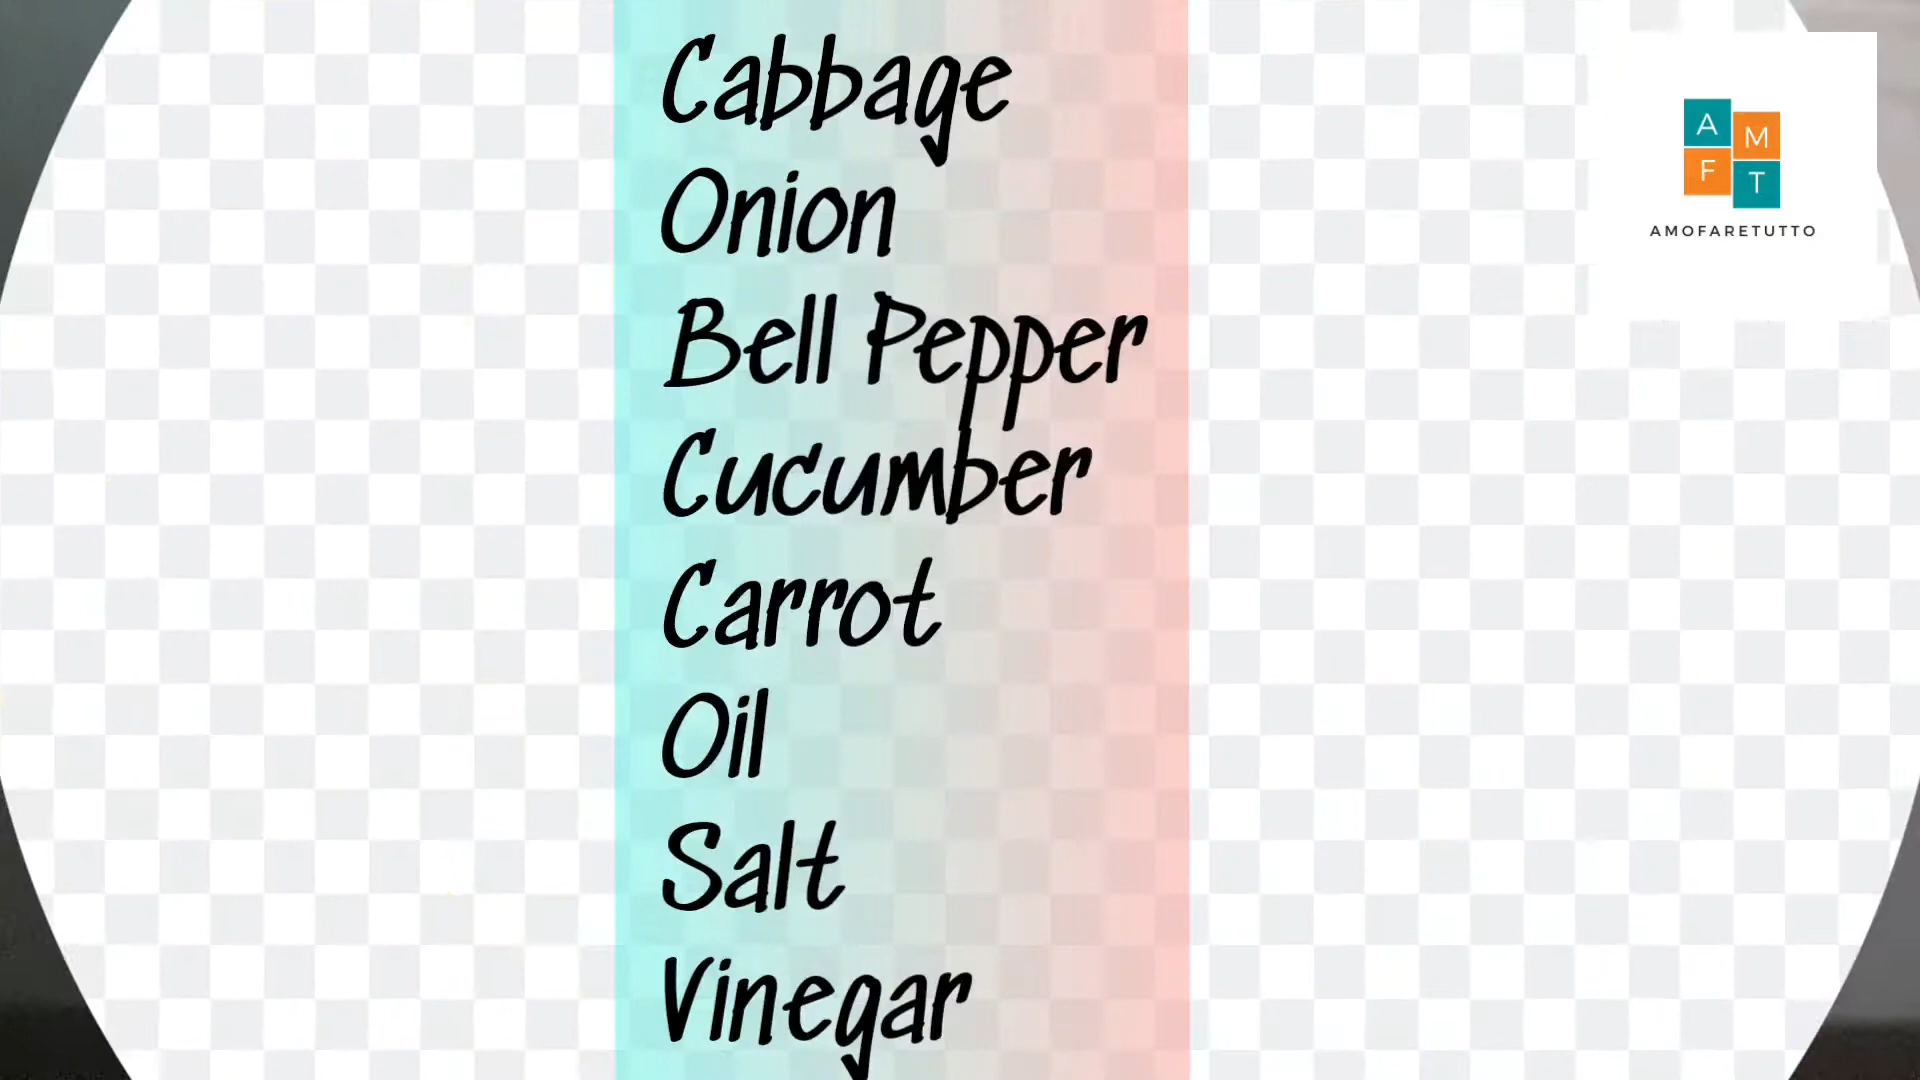 Cabbage
Onion
Bell Pepper
Cucumber
Carrot
Oil
Salt
Vinegar
A
M
F
T
AMOFARETUTTO